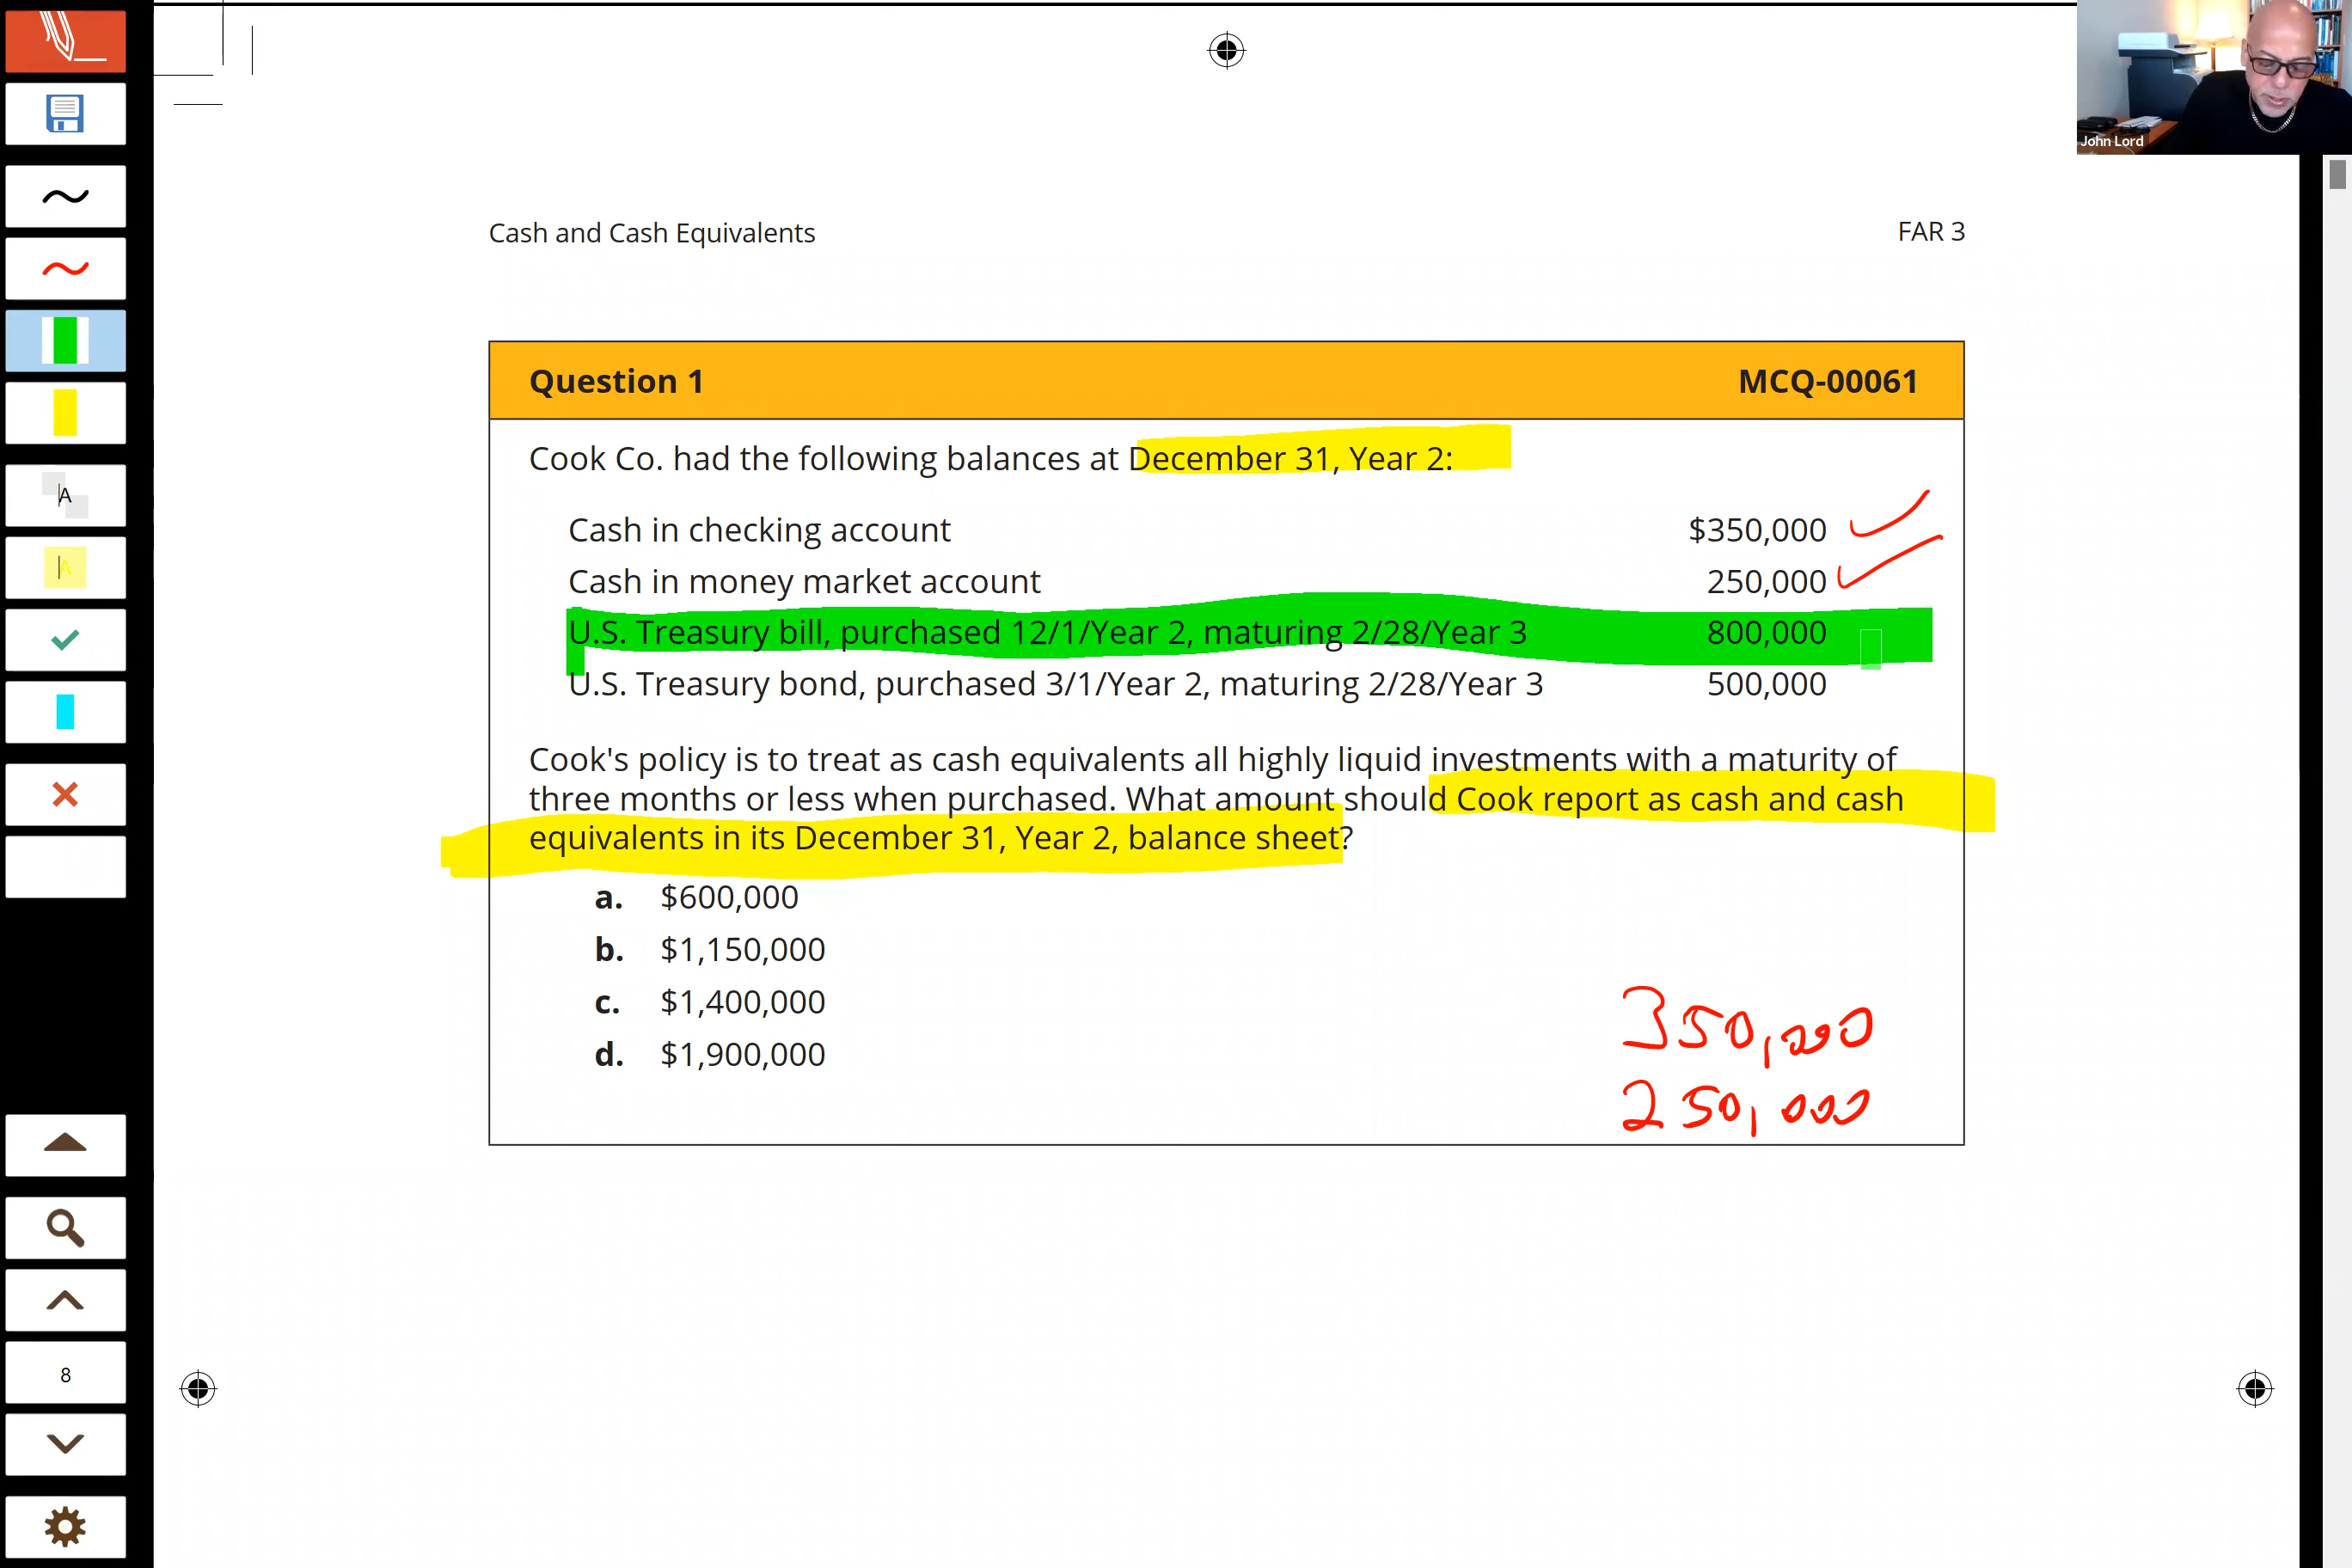 John Lord
Cash and Cash Equivalents
FAR 3
Question 1
MCQ-00061
Cook Co. had the following balances at December 31, Year 2:
Cash in checking account $350,000
Cash in money market account 250,000
U.S. Treasury bill, purchased 12/1/Year 2, maturing 2/28/Year 3 800,000
U.S. Treasury bond, purchased 3/1/Year 2, maturing 2/28/Year 3 500,000
Cook's policy is to treat as cash equivalents all highly liquid investments with a maturity of
three months or less when purchased. What amount should Cook report as cash and cash
equivalents in its December 31, Year 2, balance sheet?
a. $600,000
b. $1,150,000
c. $1,400,000
d. $1,900,000
350,000
250,000
A
A
8